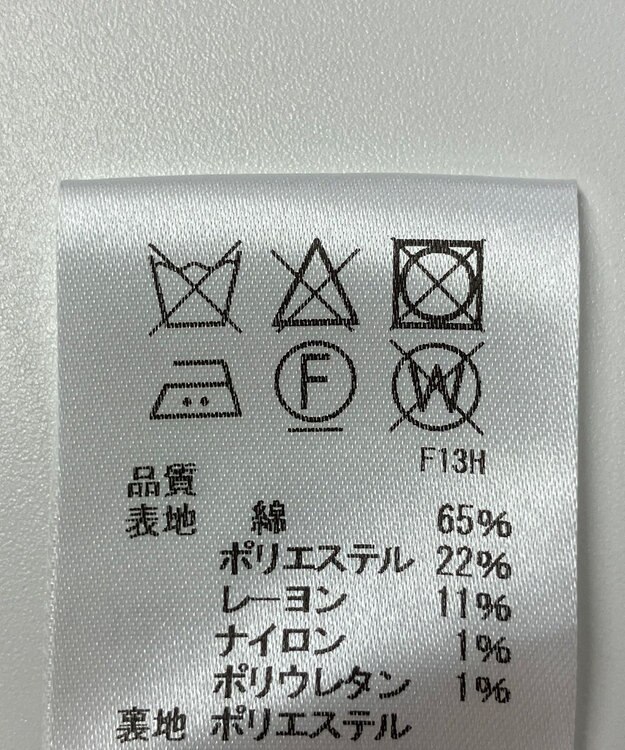 F W
F13H
品質
表地 綿 65%
ポリエステル 22%
レーヨン 11%
ナイロン 1%
ポリウレタン 1%
裏地 ポリエステル